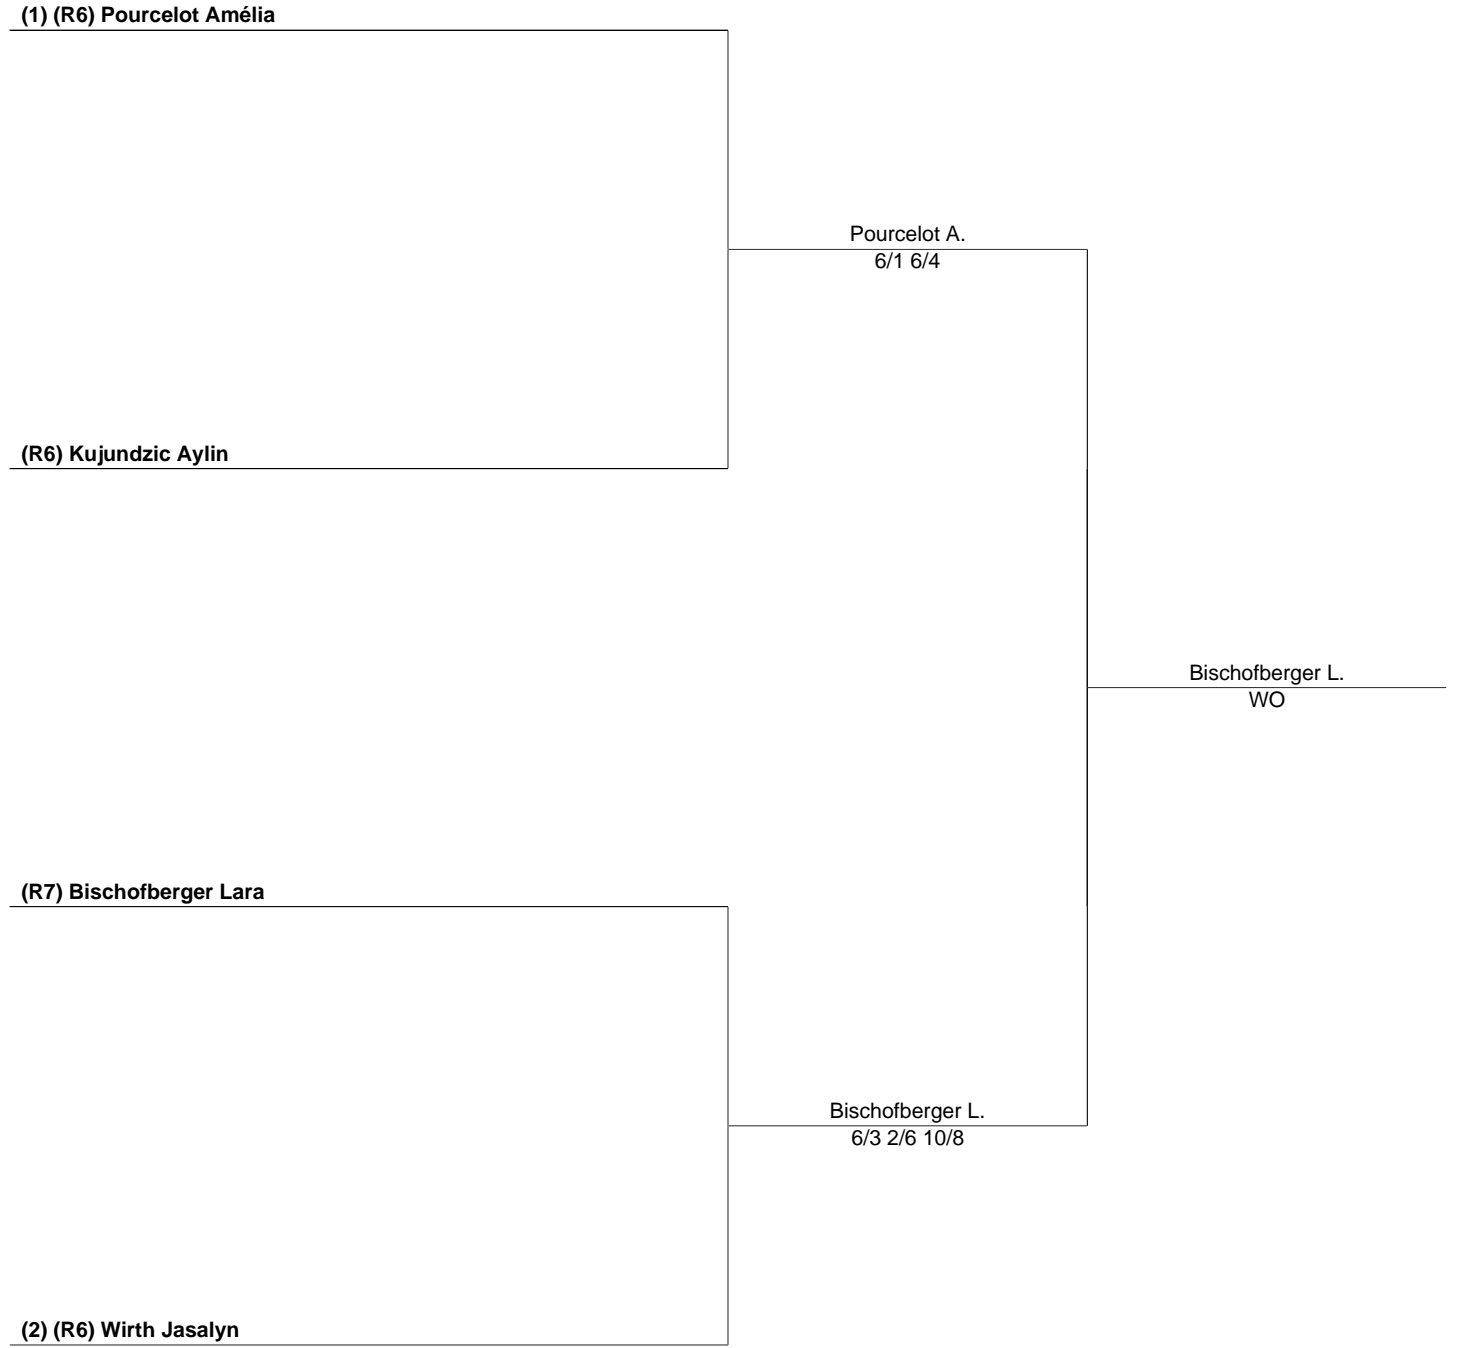 (1) (R6) Pourcelot Amélia
Pourcelot A.
6/1 6/4
(R6) Kujundzic Aylin
Bischofberger L.
WO
(R7) Bischofberger Lara
Bischofberger L.
6/3 2/6 10/8
(2) (R6) Wirth Jasalyn